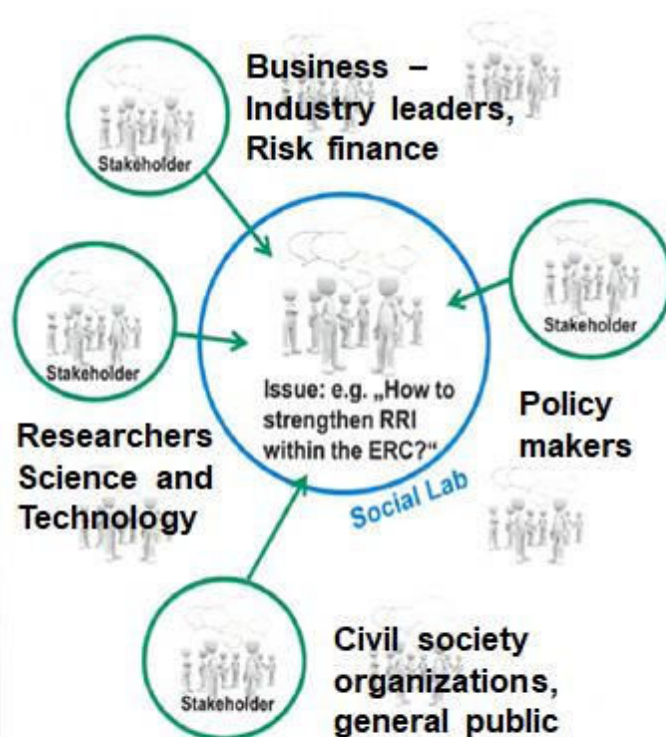 Business –
Industry leaders,
Risk finance
Stakeholder
Stakeholder
Stakeholder
Issue: e.g. „How to
strengthen RRI
within the ERC?“
Social Lab
Researchers
Science and
Technology
Policy
makers
Stakeholder
Civil society
organizations,
general public